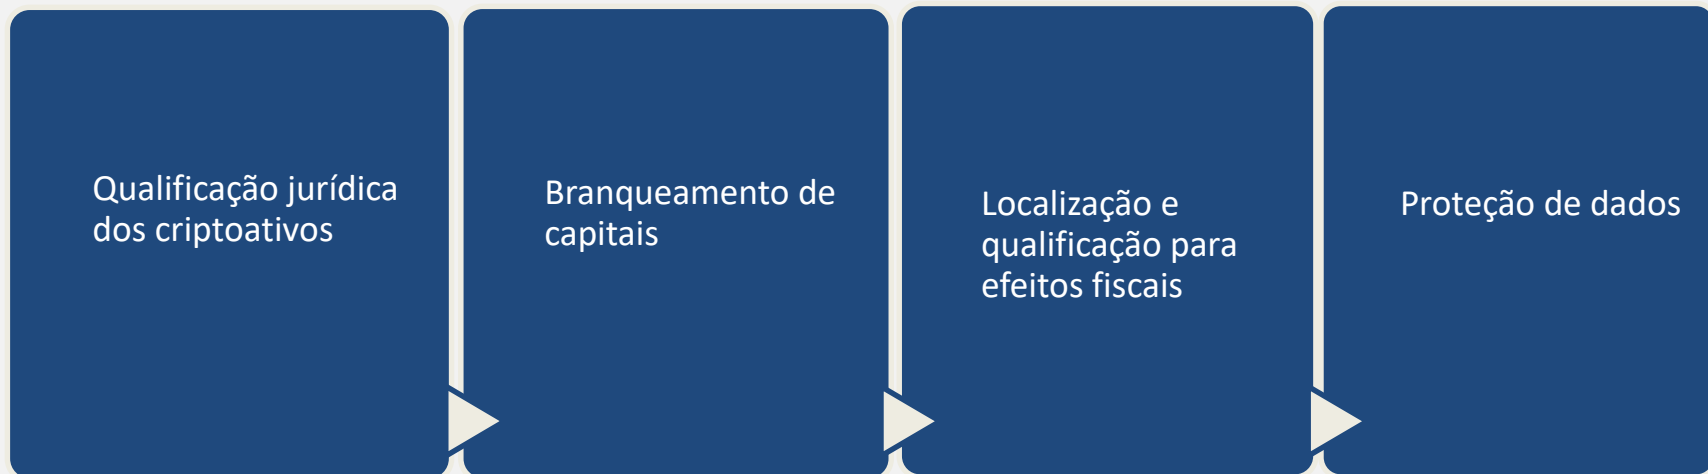 Qualificação jurídica
dos criptoativos
Branqueamento de
capitais
Localização e
qualificação para
efeitos fiscais
Proteção de dados